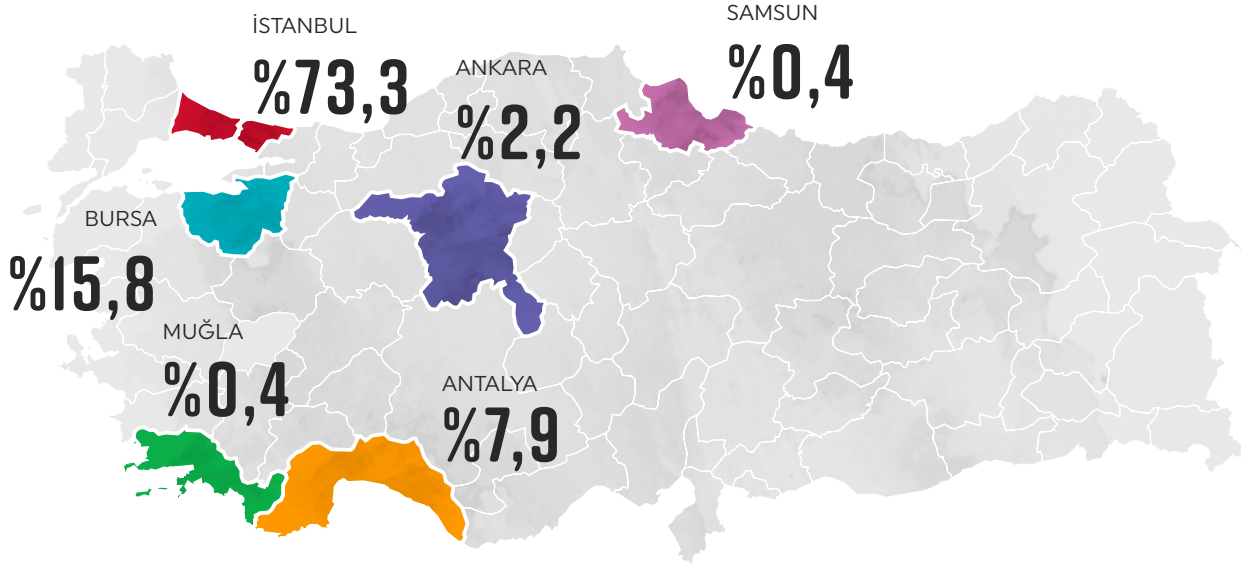 İSTANBUL
%73,3
ANKARA
%2,2
SAMSUN
%0,4
BURSA
%15,8
MUĞLA
%0,4
ANTALYA
%7,9